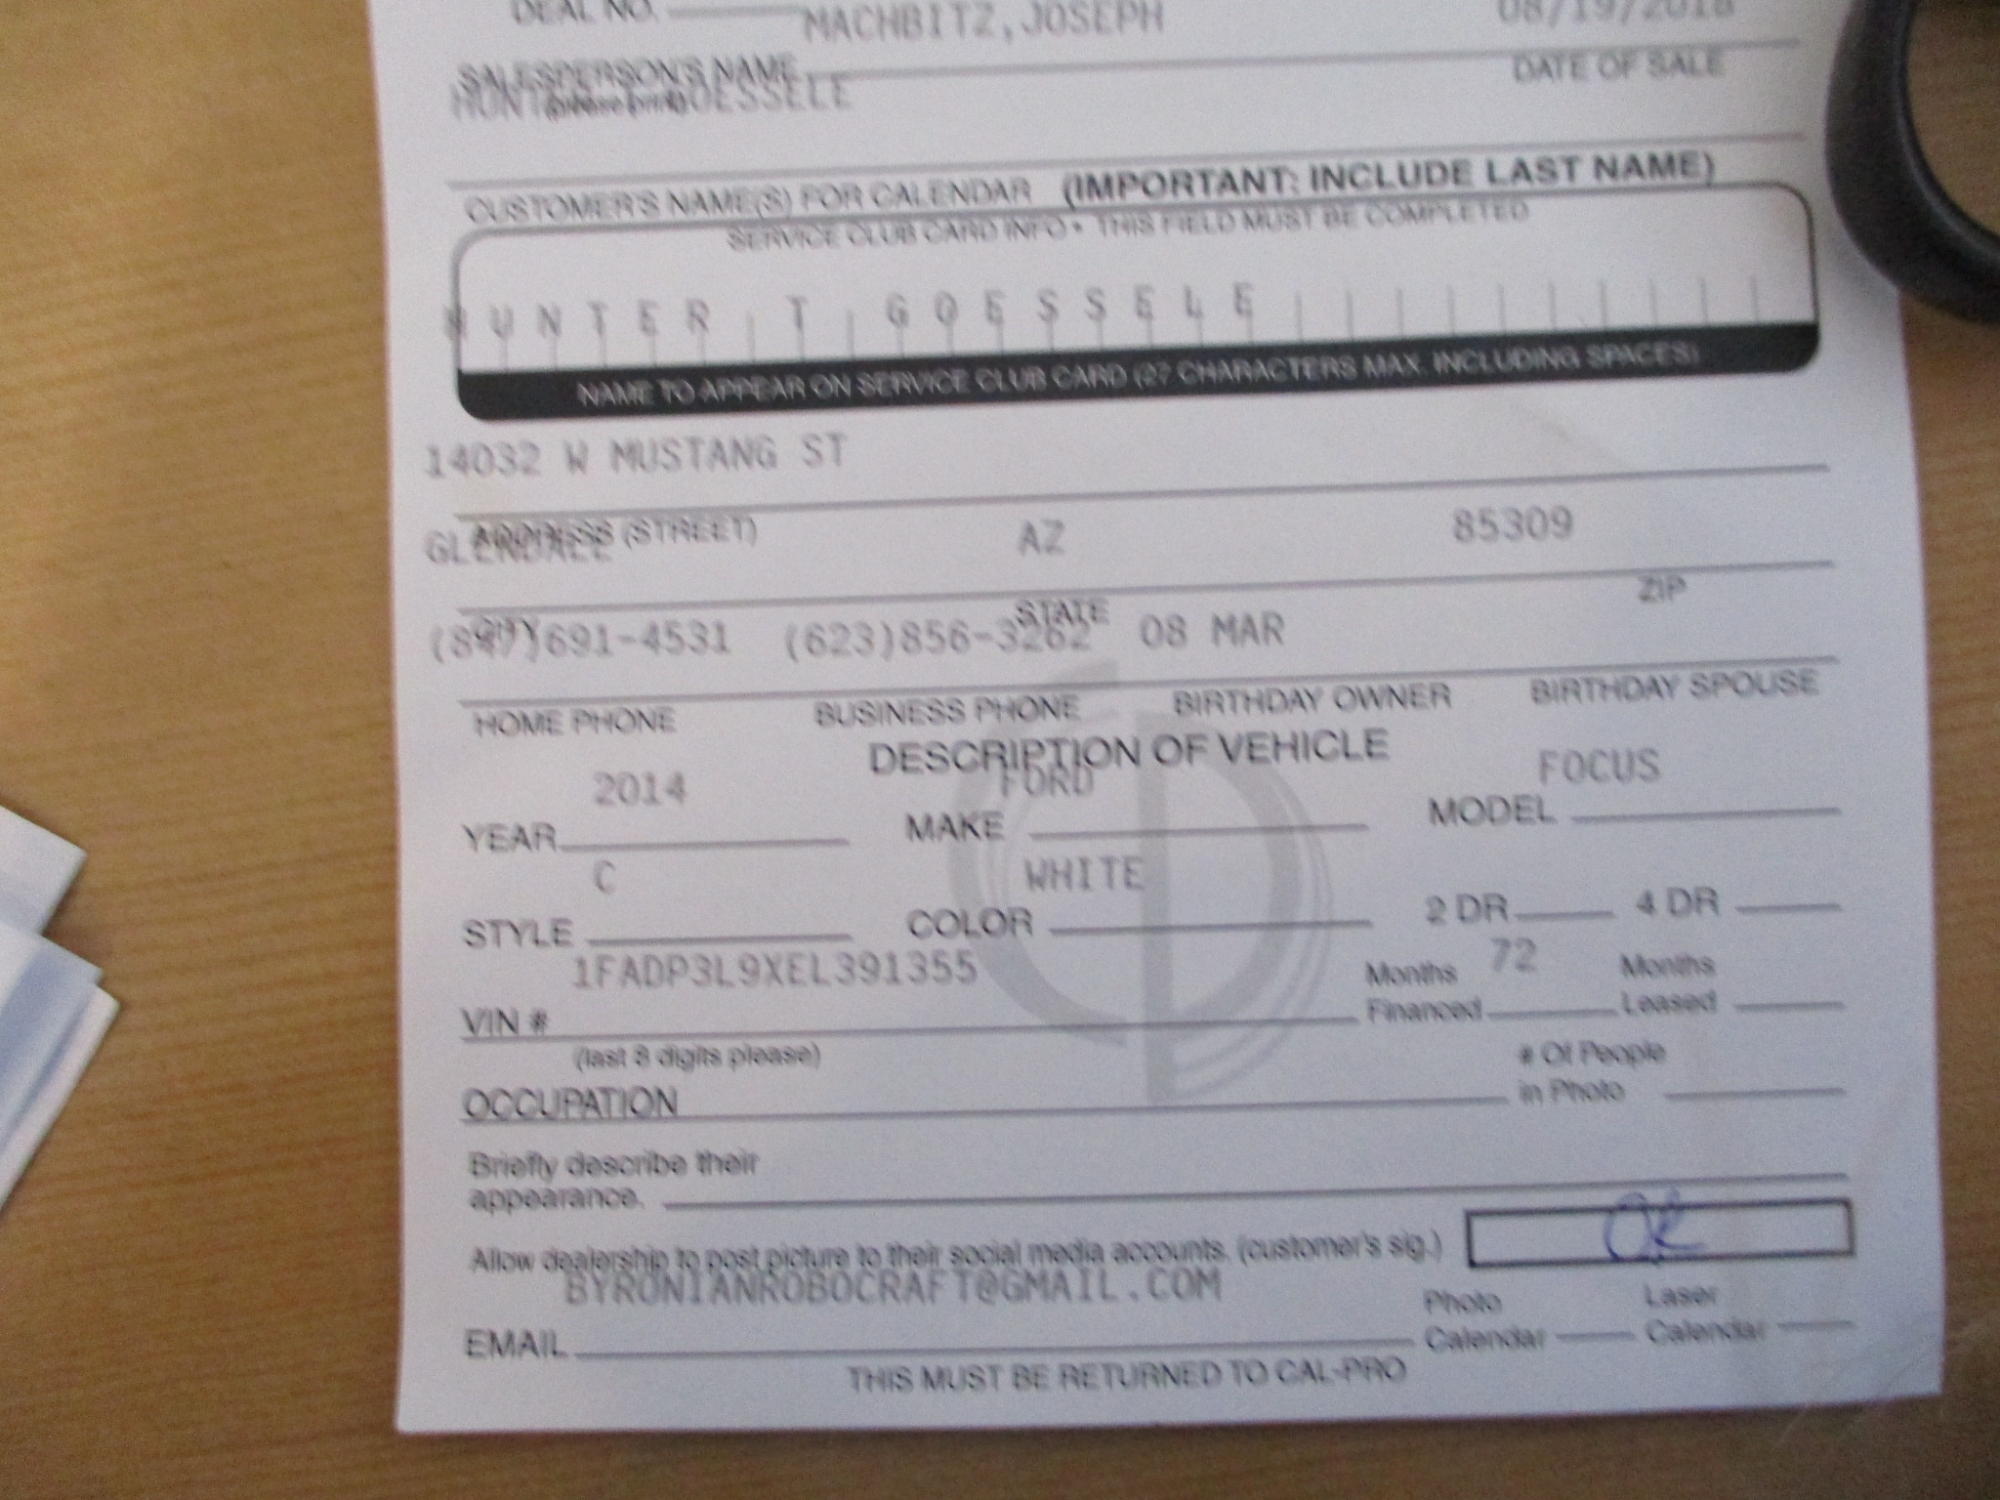 DEAL NO. MACHBITZ,JOSEPH 08/19/2018
SALESPERSON'S NAME DATE OF SALE
(please print)
HUNTER GOESSELE
CUSTOMER'S NAME(S) FOR CALENDAR (IMPORTANT: INCLUDE LAST NAME)
SERVICE CLUB CARD INFO • THIS FIELD MUST BE COMPLETED
HUNTER T GOESSELE
NAME TO APPEAR ON SERVICE CLUB CARD (27 CHARACTERS MAX. INCLUDING SPACES)
14032 W MUSTANG ST
ADDRESS (STREET)
GLENDALE AZ 85309
CITY STATE ZIP
(847)691-4531 (623)856-3262 08 MAR
HOME PHONE BUSINESS PHONE BIRTHDAY OWNER BIRTHDAY SPOUSE
DESCRIPTION OF VEHICLE
2014 FORD FOCUS
YEAR MAKE MODEL
C WHITE
STYLE COLOR 2 DR 4 DR
1FADP3L9XEL391355 Months 72 Months
VIN # Financed Leased
(last 8 digits please) # Of People
OCCUPATION in Photo
Briefly describe their
appearance.
Allow dealership to post picture to their social media accounts. (customer's sig.)
BYRONIANROBOCRAFT@GMAIL.COM Photo Laser
EMAIL Calendar Calendar
THIS MUST BE RETURNED TO CAL-PRO